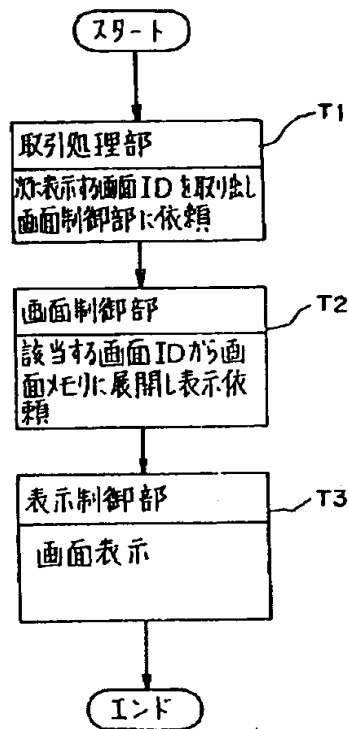 スタート
T1
取引処理部
次に表示する画面IDを取り出し
画面制御部に依頼
T2
画面制御部
該当する画面IDから画
面メモリに展開し表示依
頼
T3
表示制御部
画面表示
エンド